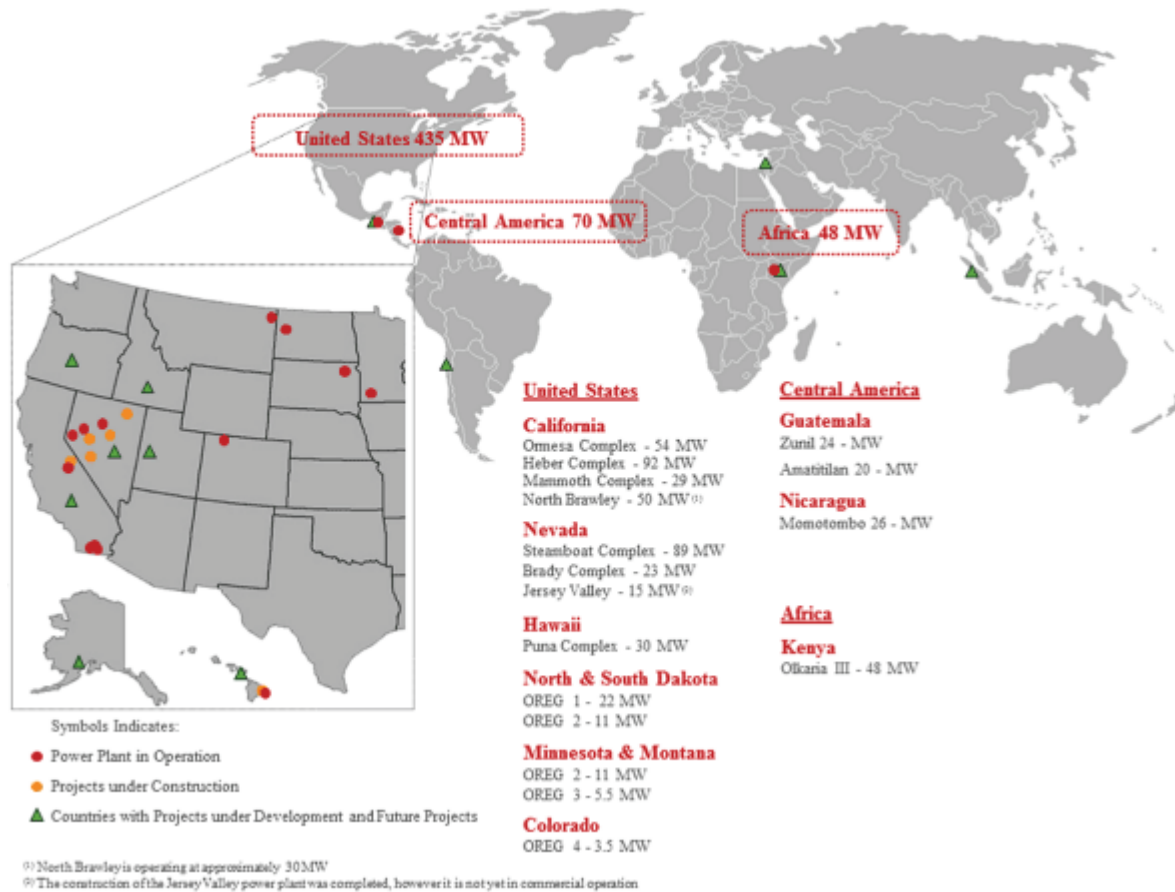 United States 435 MW
Central America 70 MW
Africa 48 MW
United States
California
Ormesa Complex - 54 MW
Heber Complex - 92 MW
Mammoth Complex - 29 MW
North Brawley - 50 MW (1)
Nevada
Steamboat Complex - 89 MW
Brady Complex - 23 MW
Jersey Valley - 15 MW (2)
Hawaii
Puna Complex - 30 MW
North & South Dakota
OREG 1 - 22 MW
OREG 2 - 11 MW
Minnesota & Montana
OREG 2 - 11 MW
OREG 3 - 5.5 MW
Colorado
OREG 4 - 3.5 MW
Central America
Guatemala
Zunil 24 - MW
Amatitilan 20 - MW
Nicaragua
Momotombo 26 - MW
Africa
Kenya
Olkaria III - 48 MW
Symbols Indicates:
Power Plant in Operation
Projects under Construction
Countries with Projects under Development and Future Projects
(1) North Brawley is operating at approximately 30 MW
(2) The construction of the Jersey Valley power plant was completed, however it is not yet in commercial operation